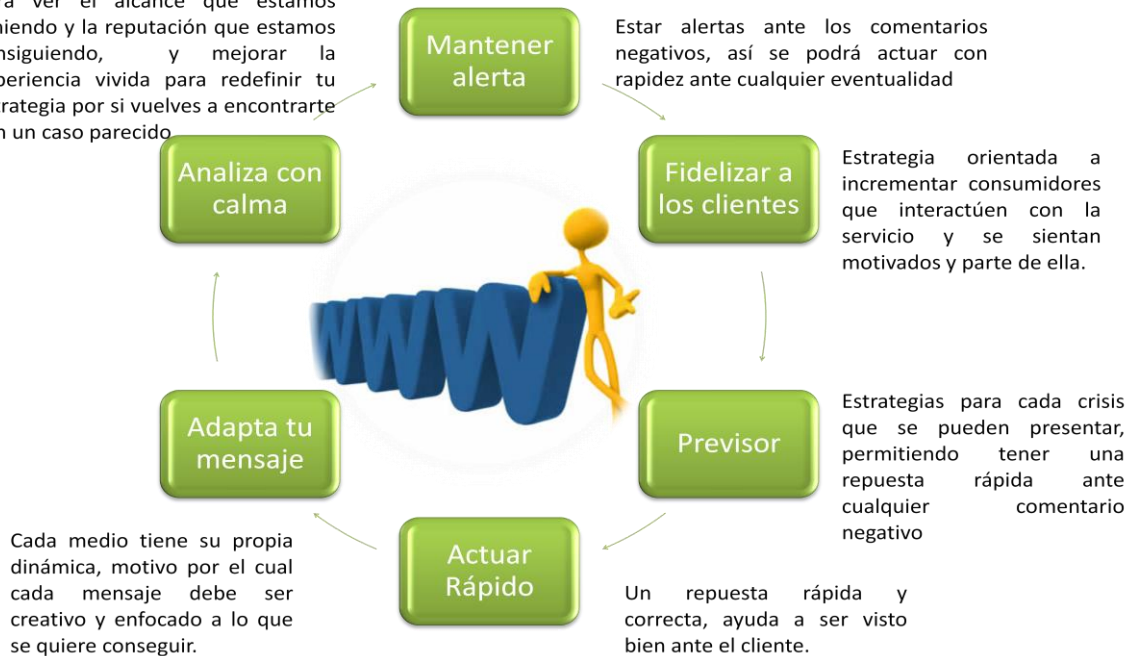 ver el alcance que estamos
y la reputación que estamos
y mejorar la
vivida para redefinir tu
por si vuelves a encontrarte
un caso parecido
Mantener
alerta
Estar alertas ante los comentarios
negativos, así se podrá actuar con
rapidez ante cualquier eventualidad
Fidelizar a
los clientes
Estrategia orientada a
incrementar consumidores
que interactúen con la
servicio y se sientan
motivados y parte de ella.
Previsor
Estrategias para cada crisis
que se pueden presentar,
permitiendo tener una
repuesta rápida ante
cualquier comentario
negativo
Actuar
Rápido
Un repuesta rápida y
correcta, ayuda a ser visto
bien ante el cliente.
Adapta tu
mensaje
Cada medio tiene su propia
dinámica, motivo por el cual
cada mensaje debe ser
creativo y enfocado a lo que
se quiere conseguir.
Analiza con
calma
WWWWW